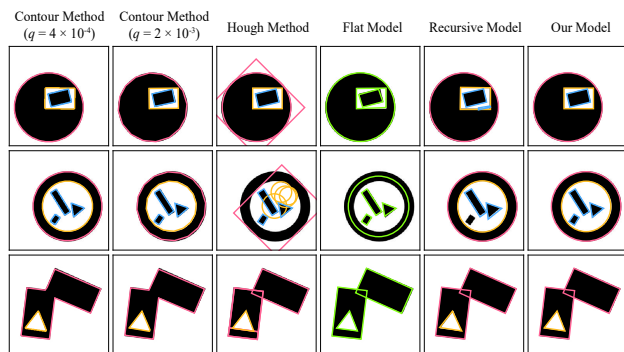 Contour Method (q = 4 × 10⁻⁴)
Contour Method (q = 2 × 10⁻³)
Hough Method
Flat Model
Recursive Model
Our Model